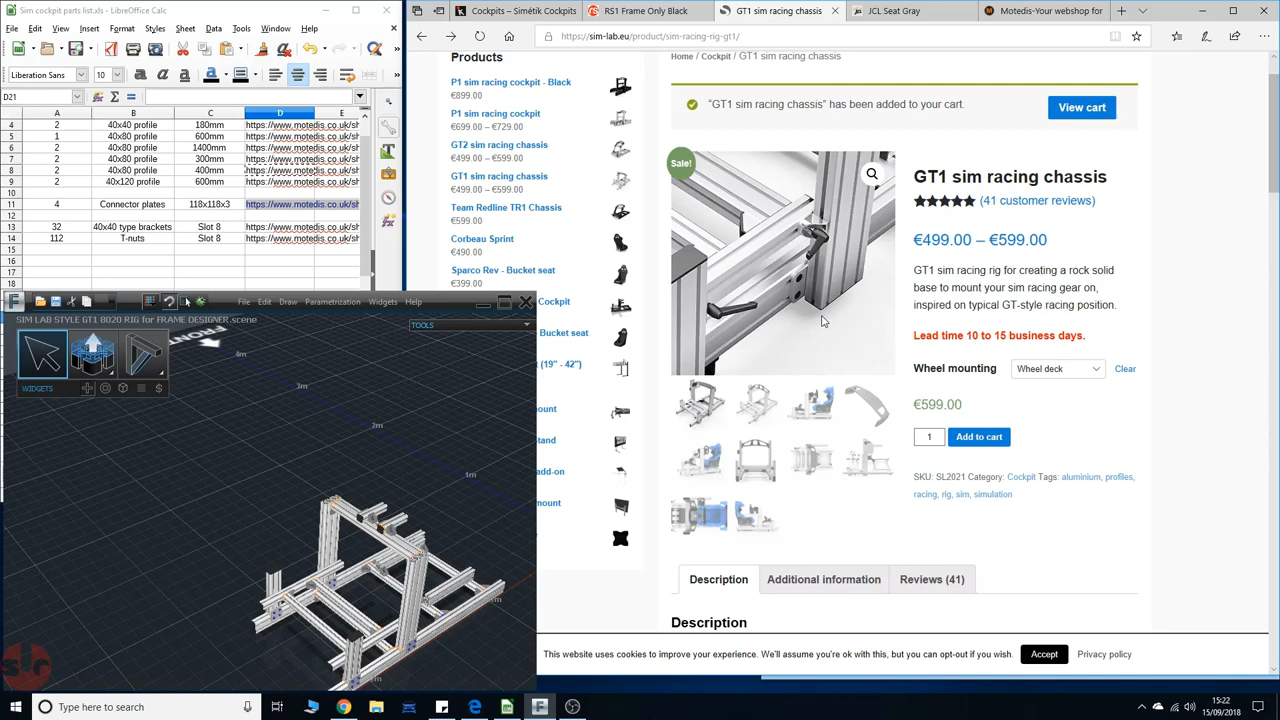 Sim cockpit parts list.xls - LibreOffice Calc
File Edit View Insert Format Styles Sheet Data Tools Window Help
Liberation Sans 10
D21
A B C D E
4 2 40x40 profile 180mm https://www.motedis.co.uk/sh
5 1 40x80 profile 600mm https://www.motedis.co.uk/sh
6 2 40x80 profile 1400mm https://www.motedis.co.uk/sh
7 2 40x80 profile 300mm https://www.motedis.co.uk/sh
8 2 40x80 profile 400mm https://www.motedis.co.uk/sh
9 2 40x120 profile 600mm https://www.motedis.co.uk/sh
11 4 Connector plates 118x118x3 https://www.motedis.co.uk/sh
12
13 32 40x40 type brackets Slot 8 https://www.motedis.co.uk/sh
14 112 T-nuts Slot 8 https://www.motedis.co.uk/sh
15
16
17
18
File Edit Draw Parametrization Widgets Help
SIM LAB STYLE GT1 8020 RIG for FRAME DESIGNER.scene
TOOLS
WIDGETS
4m
3m
2m
1m
Cockpits – Simétik Cockpits
RS1 Frame Only Black
GT1 sim racing chassis
JCL Seat Gray
Motedis-Your webshop for
https://sim-lab.eu/product/sim-racing-rig-gt1/
Products
P1 sim racing cockpit - Black
€899.00
P1 sim racing cockpit
€699.00 – €729.00
GT2 sim racing chassis
€499.00 – €599.00
GT1 sim racing chassis
€499.00 – €599.00
Team Redline TR1 Chassis
€599.00
Corbeau Sprint
€490.00
Sparco Rev - Bucket seat
€399.00
Cockpit
Bucket seat
(19" - 42")
ount
tand
add-on
mount
Home / Cockpit / GT1 sim racing chassis
“GT1 sim racing chassis” has been added to your cart.
View cart
Sale!
GT1 sim racing chassis
(41 customer reviews)
€499.00 – €599.00
GT1 sim racing rig for creating a rock solid
base to mount your sim racing gear on,
inspired on typical GT-style racing position.
Lead time 10 to 15 business days.
Wheel mounting Wheel deck Clear
€599.00
1 Add to cart
SKU: SL2021 Category: Cockpit Tags: aluminium, profiles,
racing, rig, sim, simulation
Description Additional information Reviews (41)
Description
This website uses cookies to improve your experience. We'll assume you're ok with this, but you can opt-out if you wish. Accept Privacy policy
Type here to search
15:22
15/09/2018